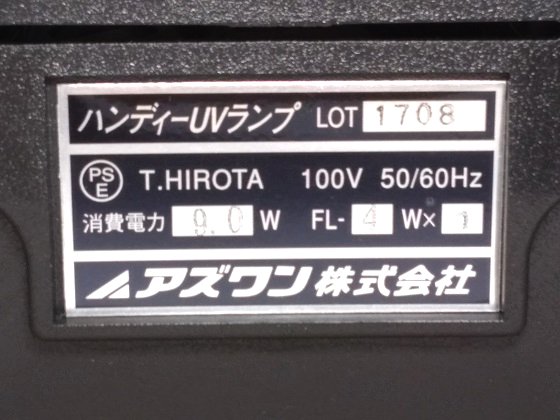 ハンディーUVランプ LOT 1708
PSE T.HIROTA 100V 50/60Hz
消費電力 9.0 W FL-4 W× 1
アズワン株式会社